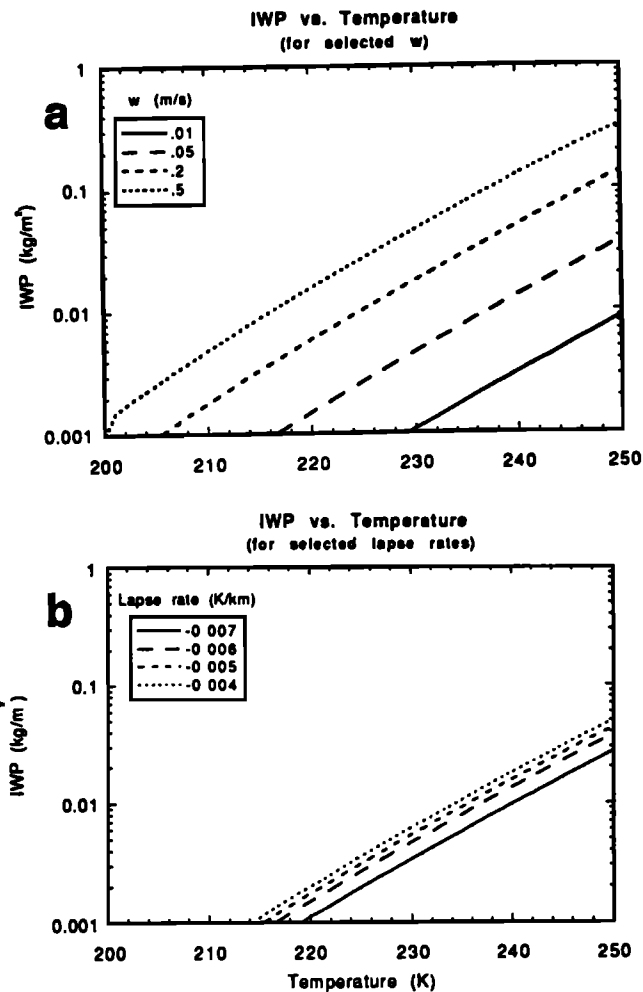 IWP vs. Temperature
(for selected w)
a
w (m/s)
.01
.05
.2
.5
IWP (kg/m²)
1
0.1
0.01
0.001
200 210 220 230 240 250
IWP vs. Temperature
(for selected lapse rates)
b
Lapse rate (K/km)
-0 007
-0 006
-0 005
-0 004
IWP (kg/m)
1
0.1
0.01
0.001
200 210 220 230 240 250
Temperature (K)